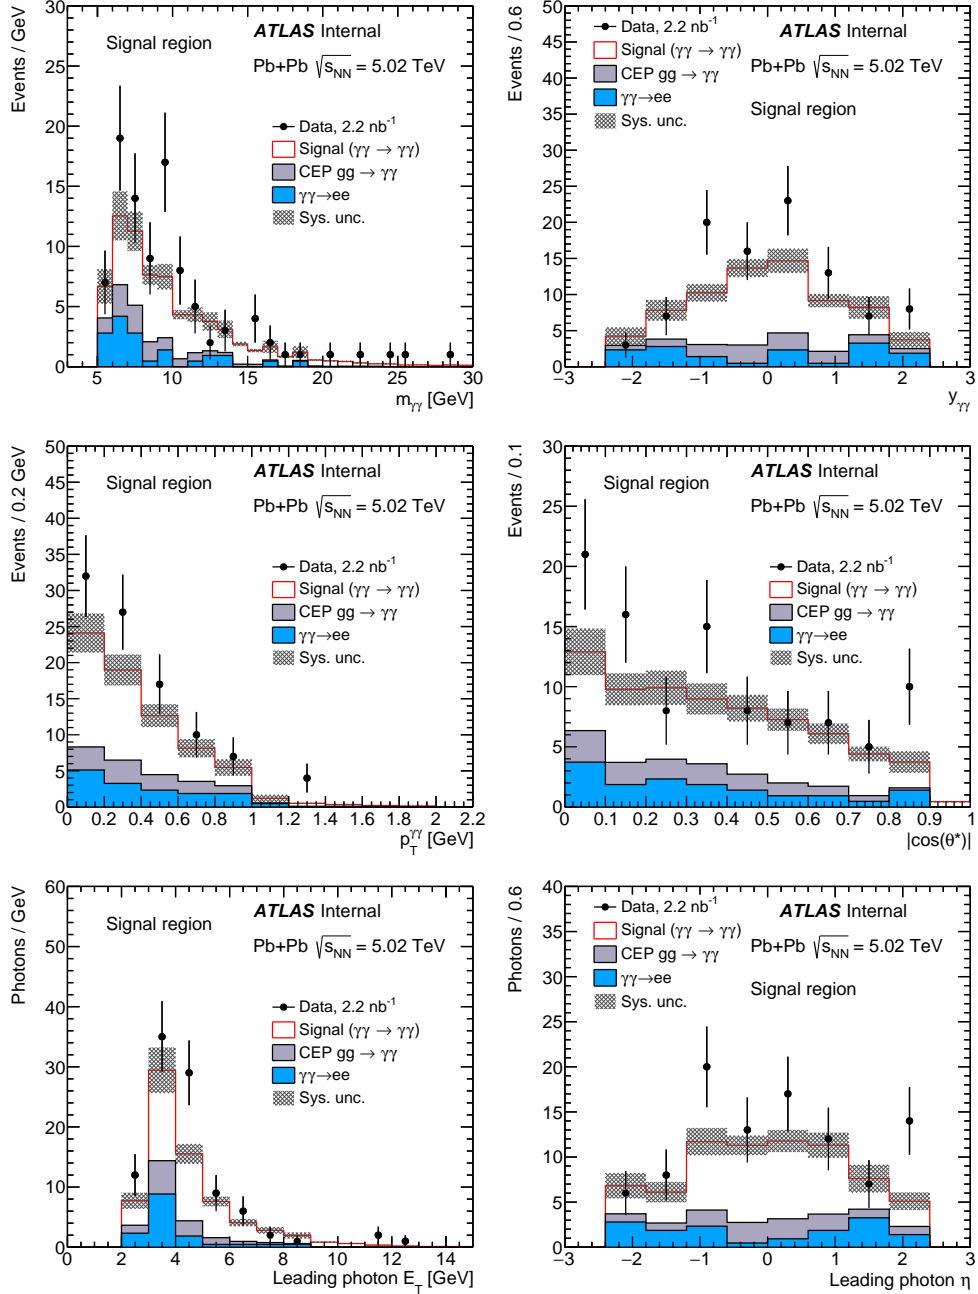 Events / GeV
50
45
40
35
30
25
20
15
10
5
0
Signal region
ATLAS Internal
Pb+Pb √sNN = 5.02 TeV
Data, 2.2 nb⁻¹
Signal (γγ → γγ)
CEP gg → γγ
γγ→ee
Sys. unc.
5 10 15 20 25 30
mγγ [GeV]
Events / 0.6
50
45
40
35
30
25
20
15
10
5
0
Data, 2.2 nb⁻¹
Signal (γγ → γγ)
CEP gg → γγ
γγ→ee
Sys. unc.
ATLAS Internal
Pb+Pb √sNN = 5.02 TeV
Signal region
−3 −2 −1 0 1 2 3
yγγ
Events / 0.2 GeV
50
45
40
35
30
25
20
15
10
5
0
Signal region
ATLAS Internal
Pb+Pb √sNN = 5.02 TeV
Data, 2.2 nb⁻¹
Signal (γγ → γγ)
CEP gg → γγ
γγ→ee
Sys. unc.
0 0.2 0.4 0.6 0.8 1 1.2 1.4 1.6 1.8 2 2.2
pTγγ [GeV]
Events / 0.1
30
25
20
15
10
5
0
Signal region
ATLAS Internal
Pb+Pb √sNN = 5.02 TeV
Data, 2.2 nb⁻¹
Signal (γγ → γγ)
CEP gg → γγ
γγ→ee
Sys. unc.
0 0.1 0.2 0.3 0.4 0.5 0.6 0.7 0.8 0.9 1
|cos(θ*)|
Photons / GeV
60
50
40
30
20
10
0
Signal region
ATLAS Internal
Pb+Pb √sNN = 5.02 TeV
Data, 2.2 nb⁻¹
Signal (γγ → γγ)
CEP gg → γγ
γγ→ee
Sys. unc.
0 2 4 6 8 10 12 14
Leading photon ET [GeV]
Photons / 0.6
40
35
30
25
20
15
10
5
0
Data, 2.2 nb⁻¹
Signal (γγ → γγ)
CEP gg → γγ
γγ→ee
Sys. unc.
ATLAS Internal
Pb+Pb √sNN = 5.02 TeV
Signal region
−3 −2 −1 0 1 2 3
Leading photon η